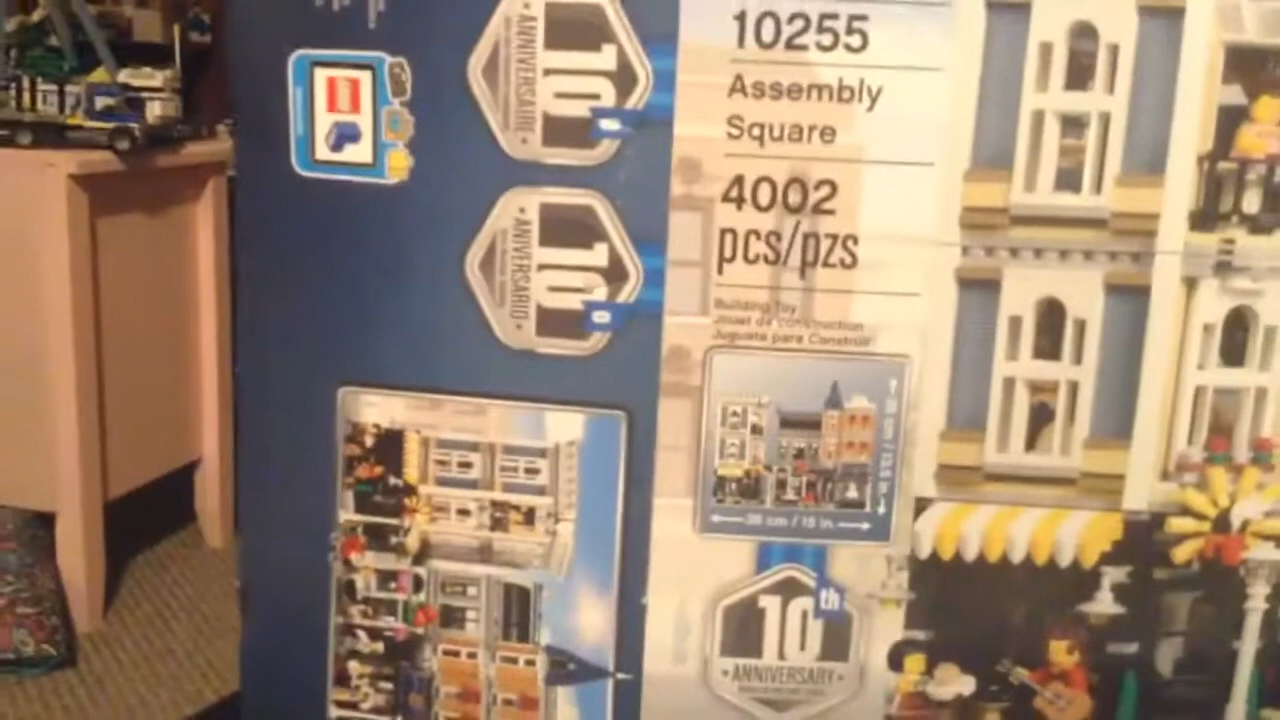 10
ANNIVERSAIRE
10
ANIVERSARIO
10255
Assembly
Square
4002
pcs/pzs
Building Toy
Jouet de construction
Juguete para Construir
38 cm / 15 in.
10th
ANNIVERSARY